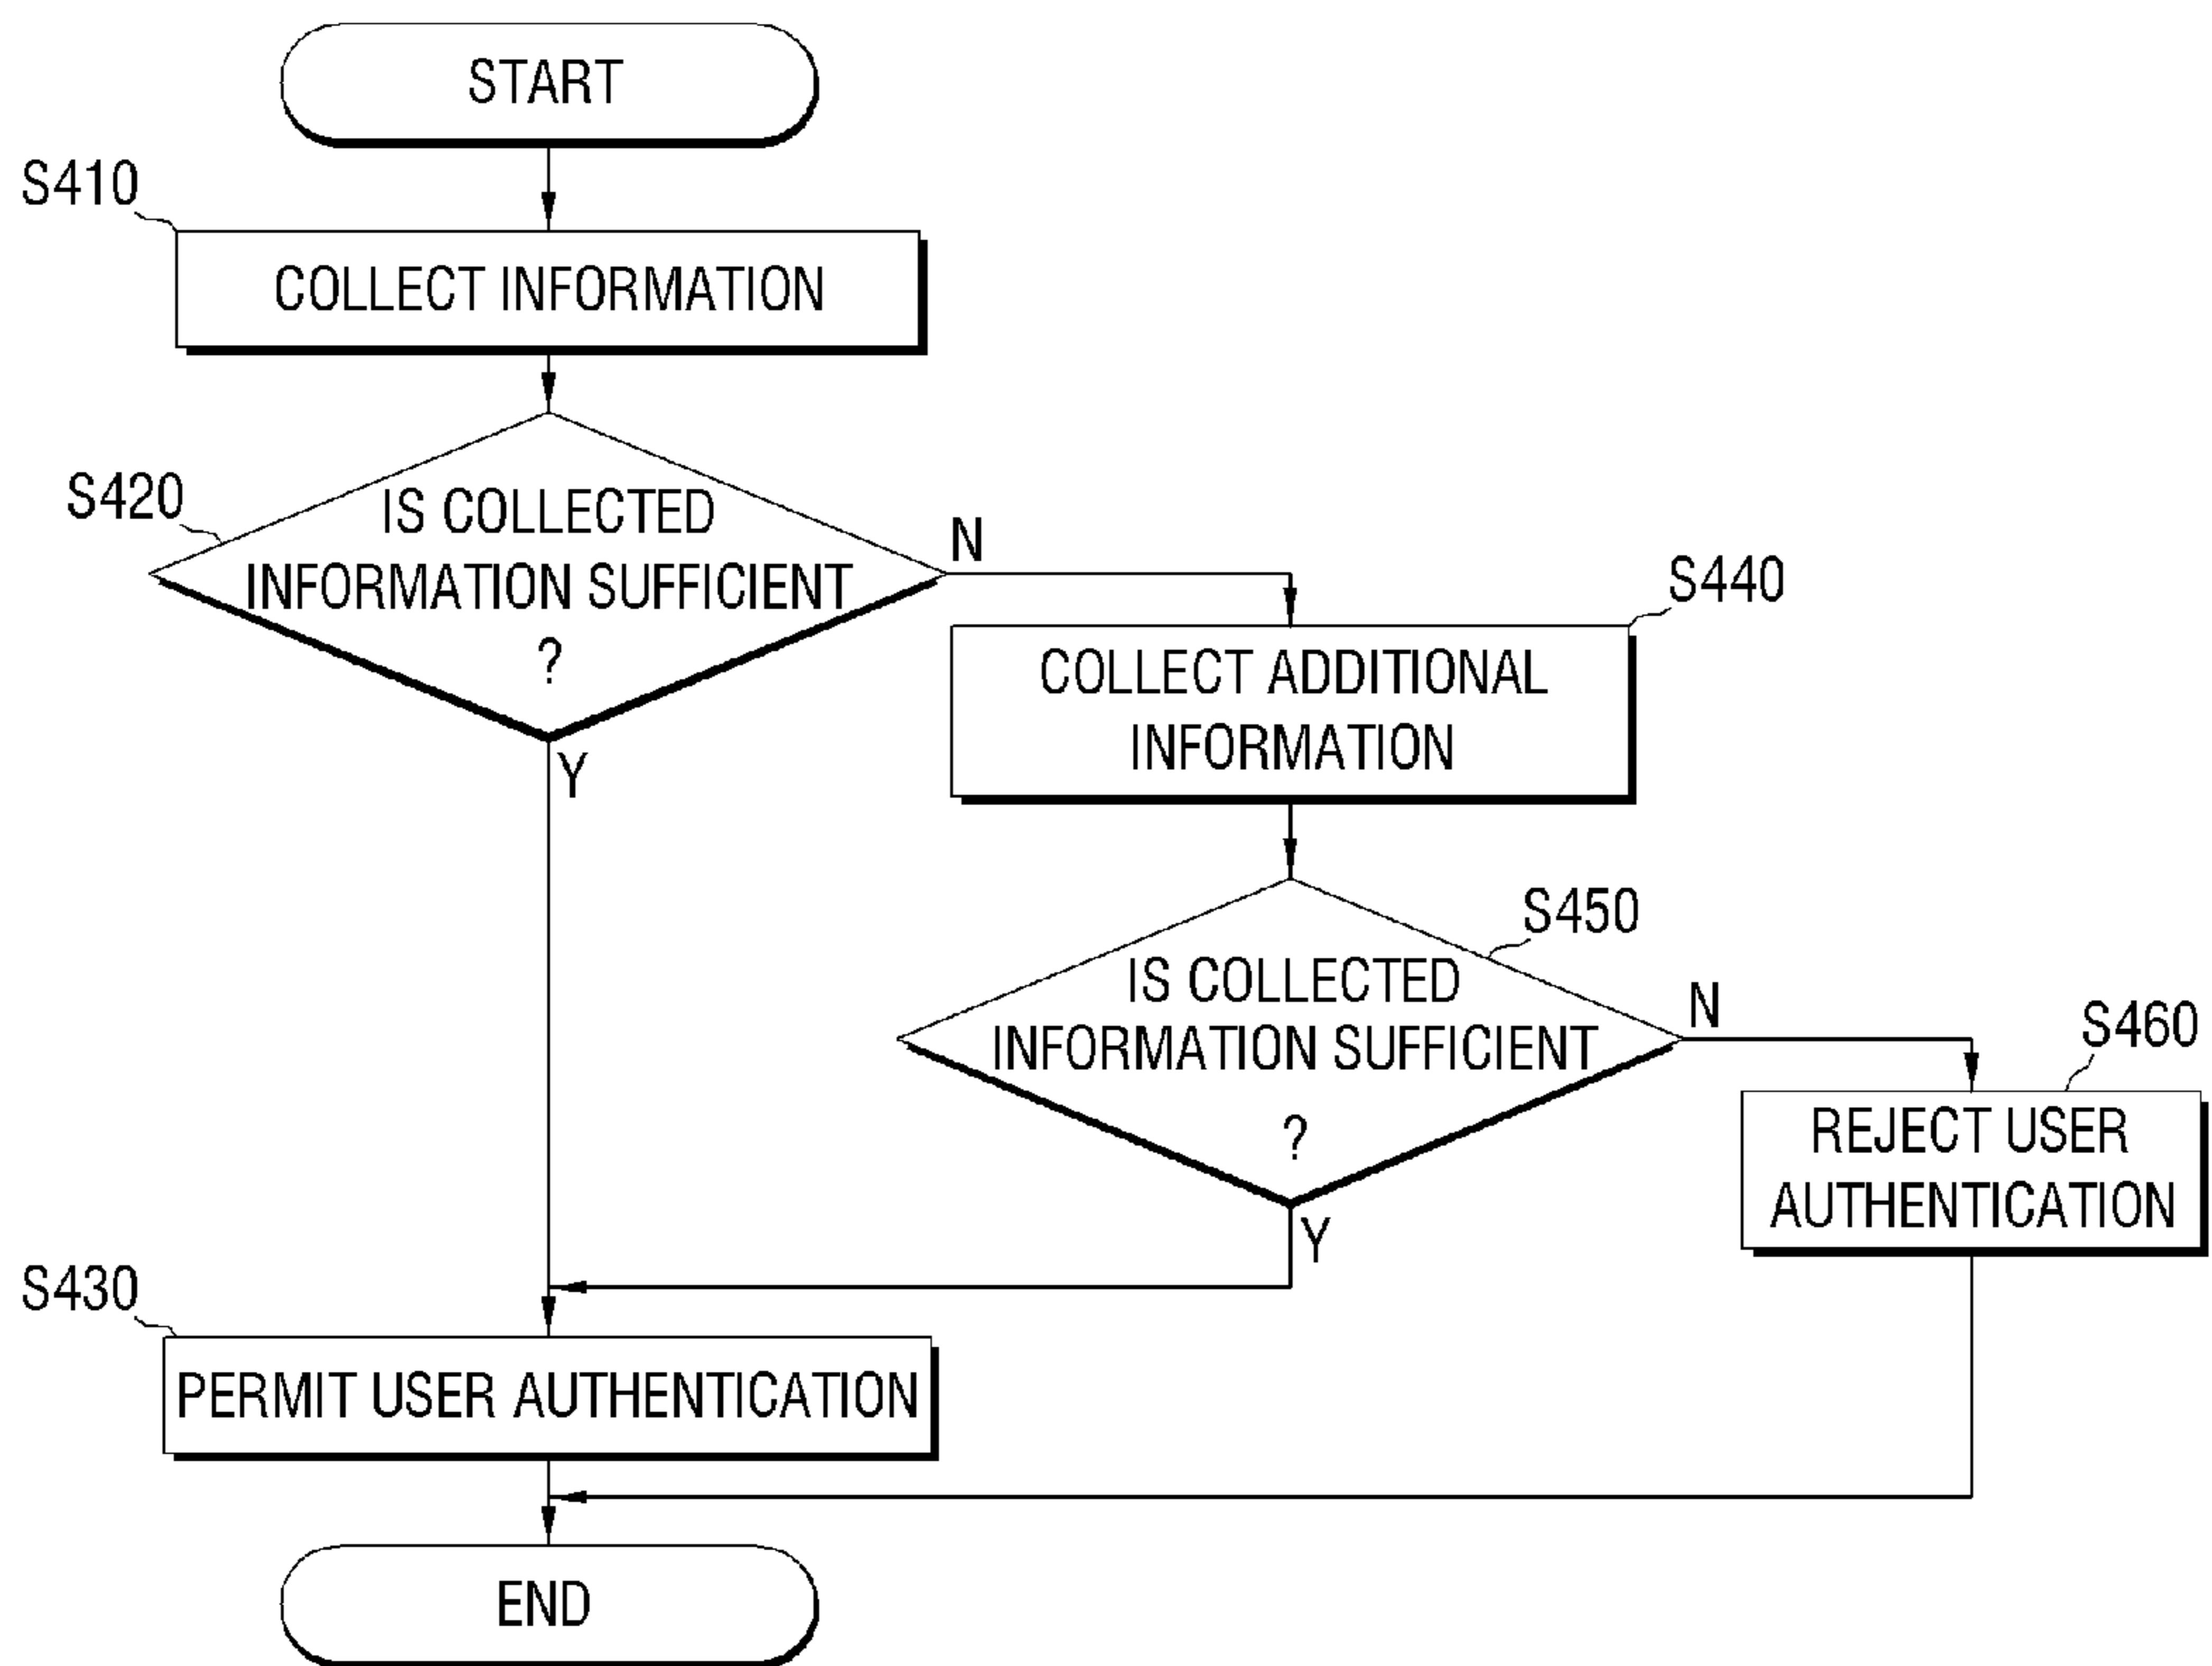 START
S410
COLLECT INFORMATION
S420
IS COLLECTED
INFORMATION SUFFICIENT
?
N
Y
S440
COLLECT ADDITIONAL
INFORMATION
S450
IS COLLECTED
INFORMATION SUFFICIENT
?
N
Y
S460
REJECT USER
AUTHENTICATION
S430
PERMIT USER AUTHENTICATION
END